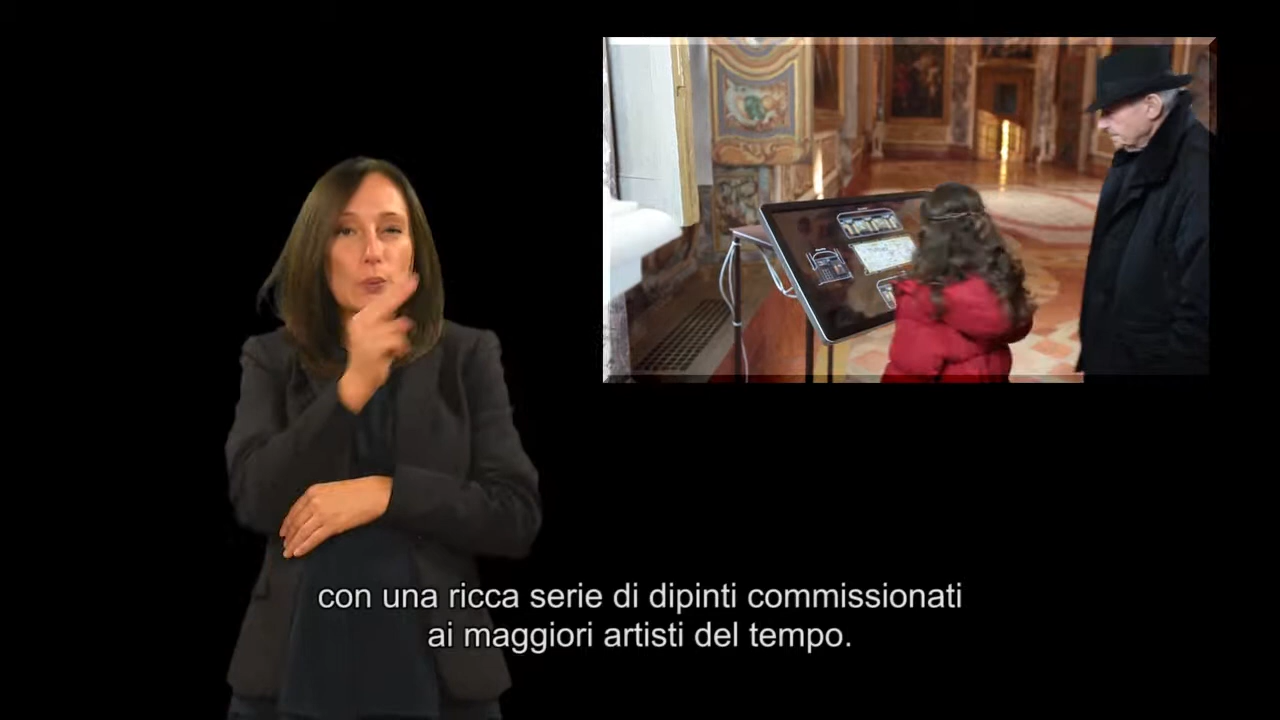 con una ricca serie di dipinti commissionati
ai maggiori artisti del tempo.